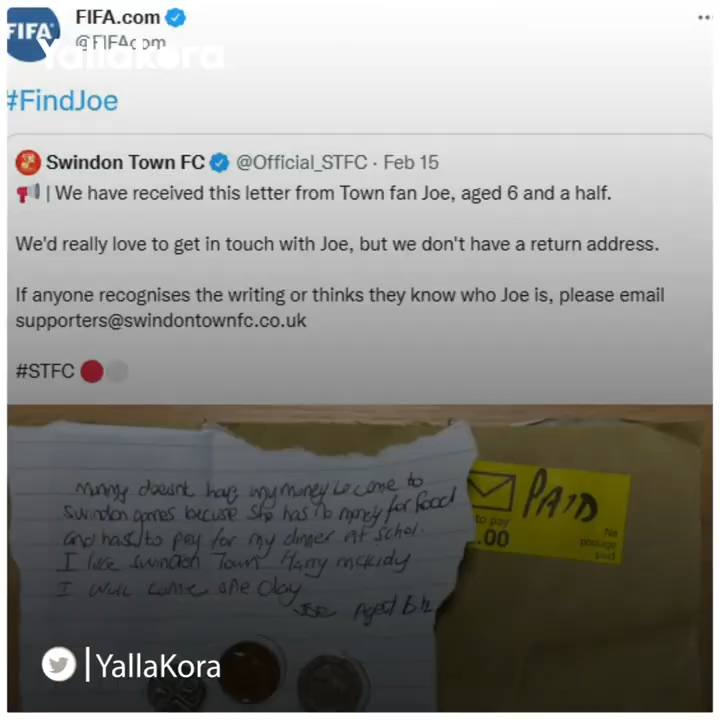 FIFA
FIFA.com
@FIFAcom
Yallakora
#FindJoe
Swindon Town FC @Official_STFC · Feb 15
| We have received this letter from Town fan Joe, aged 6 and a half.
We'd really love to get in touch with Joe, but we don't have a return address.
If anyone recognises the writing or thinks they know who Joe is, please email
supporters@swindontownfc.co.uk
#STFC
Mummy doesnt have any money to come to
Swindon games becuse she has no money for food
and has to pay for my dinner at schol.
I like Swindon Town Harry mckirdy
I will come one day
Joe Aged 6 1/2
PAID
to pay
.00
No
postage
paid
|YallaKora